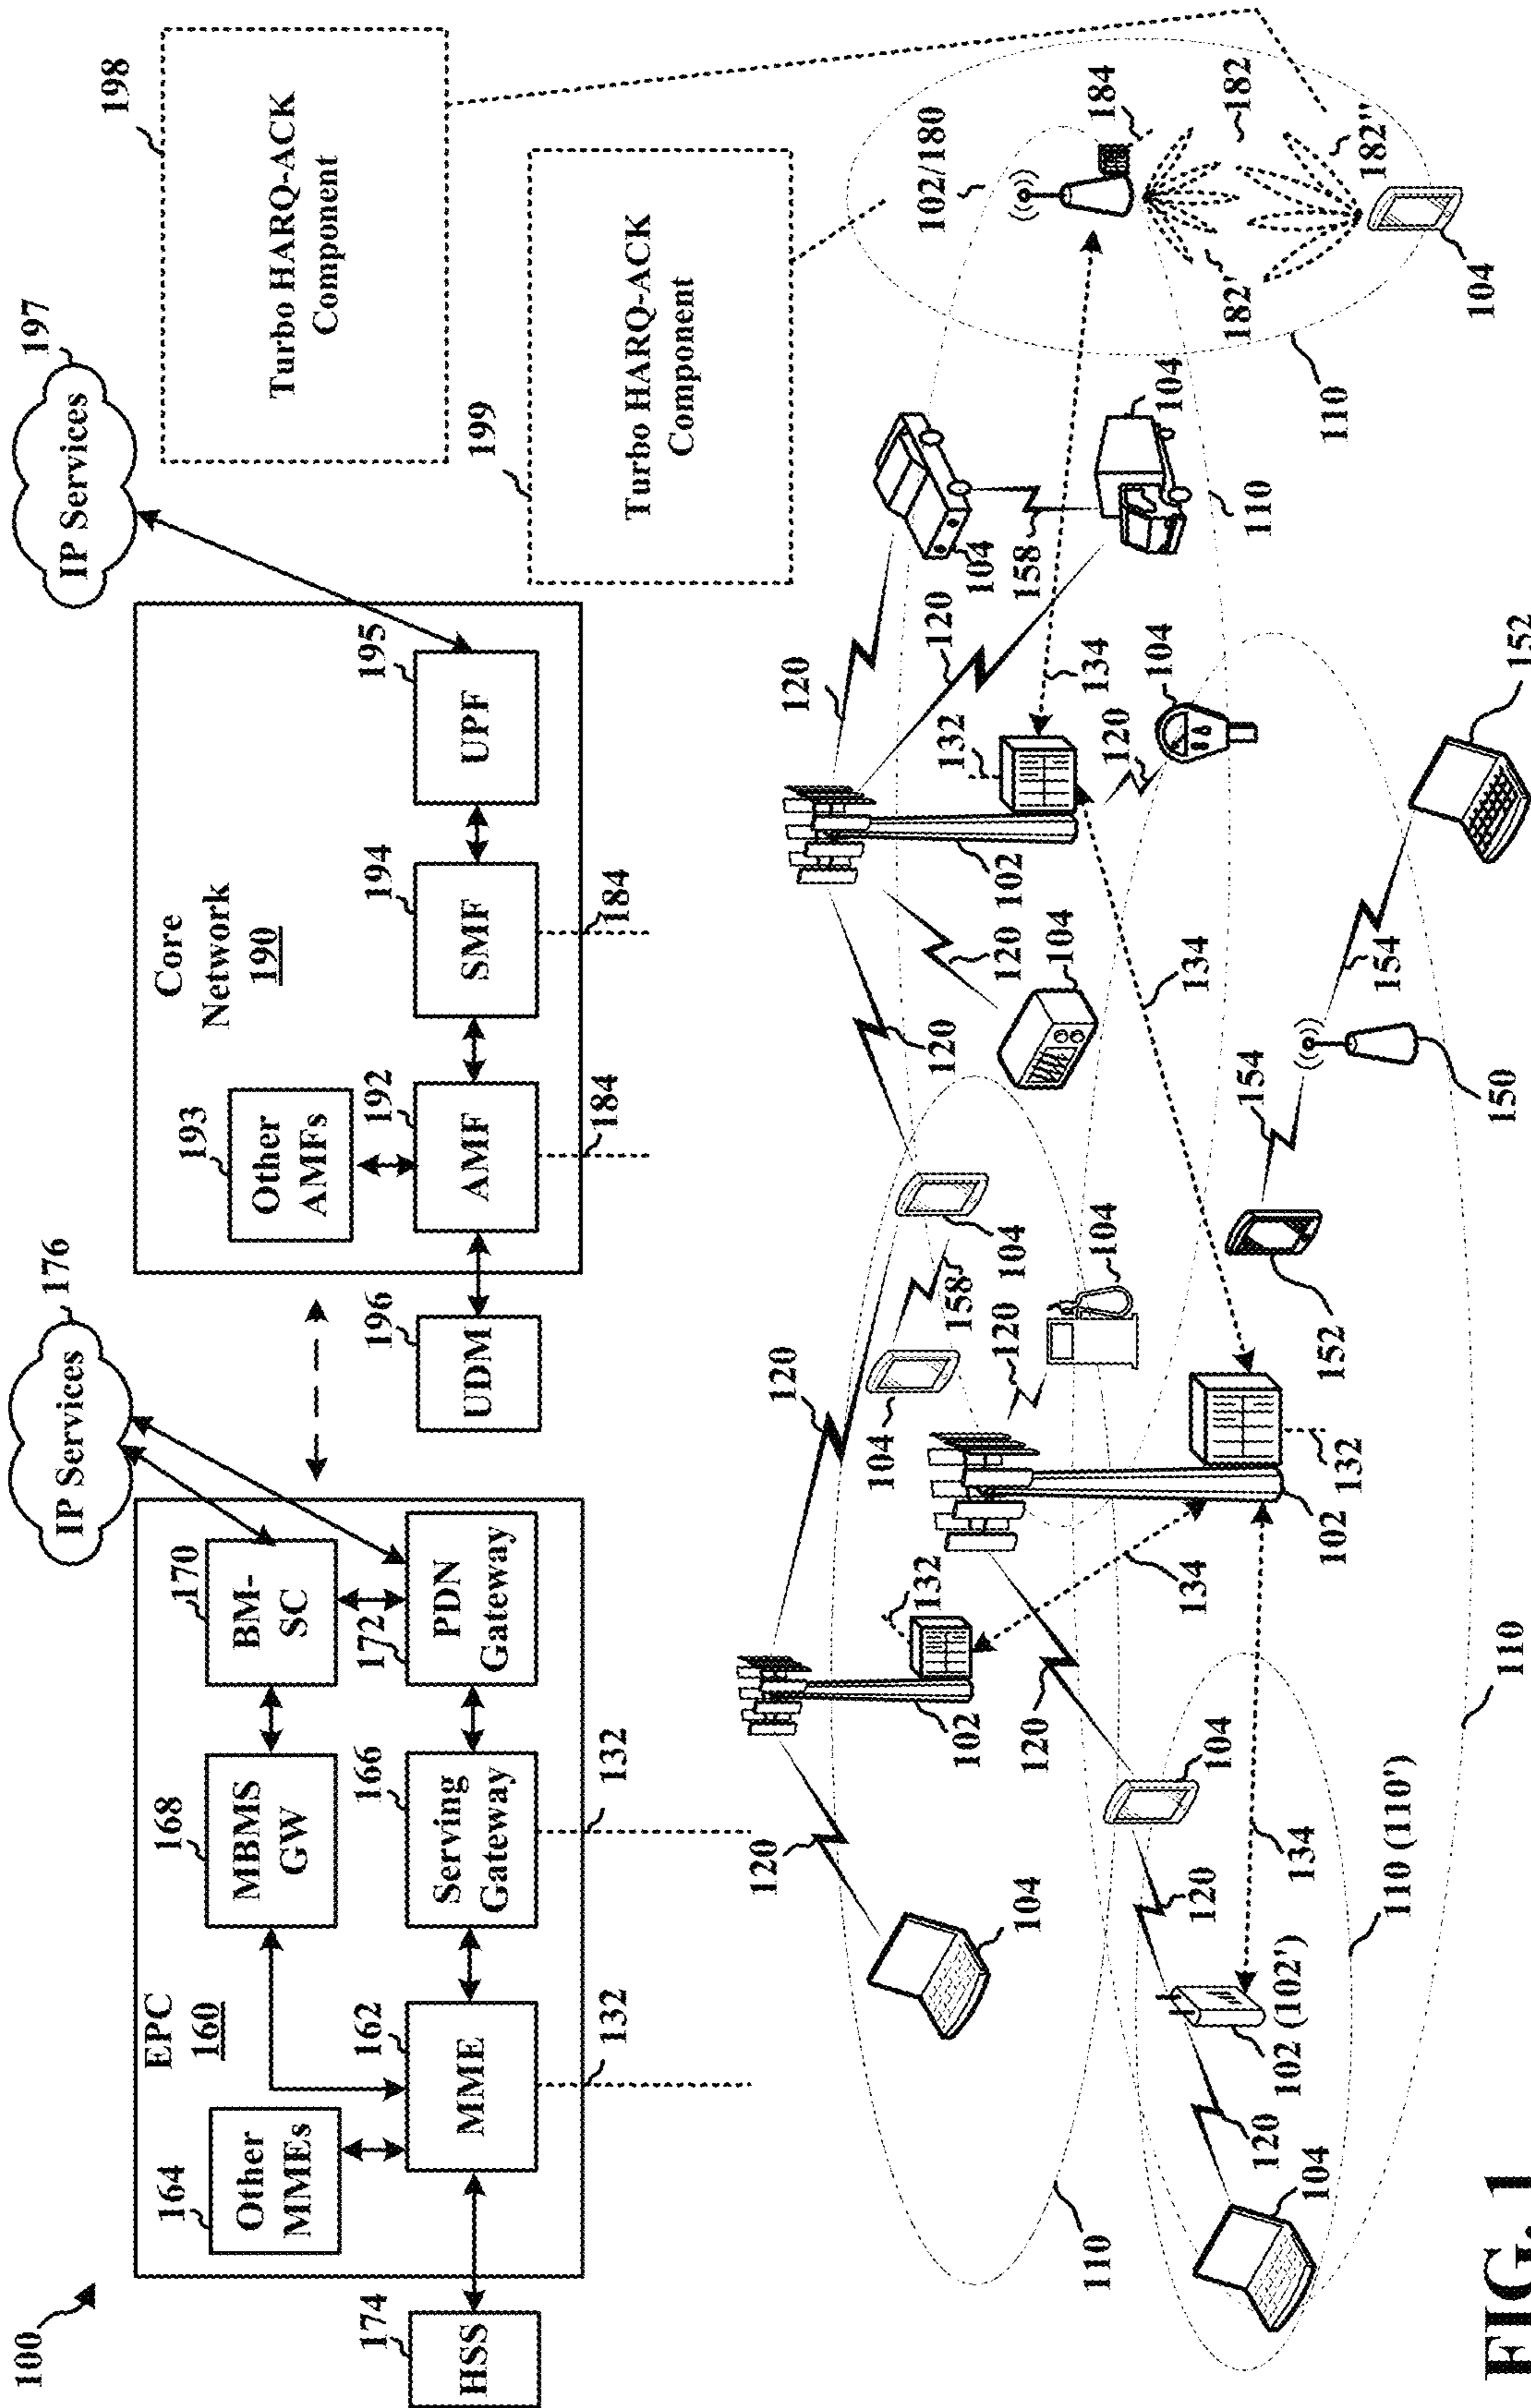 100
EPC
160
164
Other
MMEs
162
MME
168
MBMS
GW
166
Serving
Gateway
170
BM-
SC
172
PDN
Gateway
174
HSS
132
132
176
IP Services
196
UDM
Core
Network
190
193
Other
AMFs
192
AMF
194
SMF
195
UPF
184
184
197
IP Services
198
Turbo HARQ-ACK
Component
199
Turbo HARQ-ACK
Component
120
104
110
102
132
120
134
120
104
158
104
120
104
102
132
120
120
104
120
102
132
134
120
104
120
120
104
158
104
110
102/180
184
182
182'
182"
104
110
104
120
102 (102')
120
104
134
110 (110')
110
134
152
154
150
154
152
FIG. 1